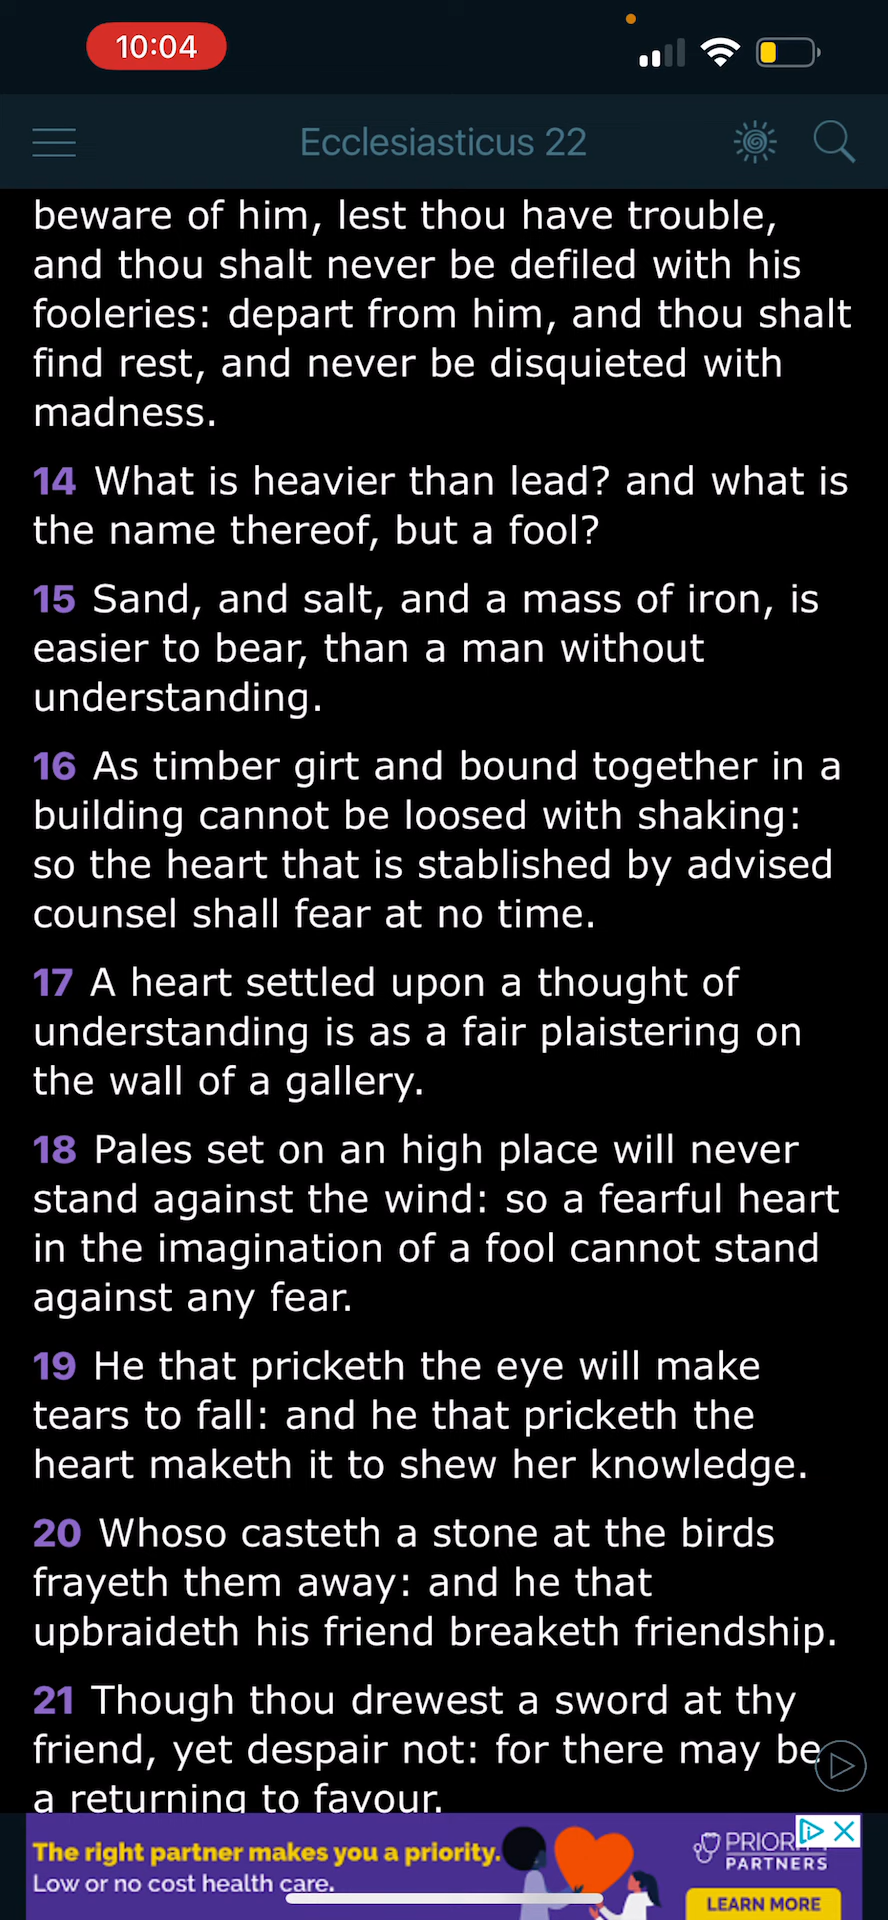 10:04
Ecclesiasticus 22
beware of him, lest thou have trouble,
and thou shalt never be defiled with his
fooleries: depart from him, and thou shalt
find rest, and never be disquieted with
madness.
14 What is heavier than lead? and what is
the name thereof, but a fool?
15 Sand, and salt, and a mass of iron, is
easier to bear, than a man without
understanding.
16 As timber girt and bound together in a
building cannot be loosed with shaking:
so the heart that is stablished by advised
counsel shall fear at no time.
17 A heart settled upon a thought of
understanding is as a fair plaistering on
the wall of a gallery.
18 Pales set on an high place will never
stand against the wind: so a fearful heart
in the imagination of a fool cannot stand
against any fear.
19 He that pricketh the eye will make
tears to fall: and he that pricketh the
heart maketh it to shew her knowledge.
20 Whoso casteth a stone at the birds
frayeth them away: and he that
upbraideth his friend breaketh friendship.
21 Though thou drewest a sword at thy
friend, yet despair not: for there may be
a returning to favour.
The right partner makes you a priority.
Low or no cost health care.
PARTNERS
LEARN MORE